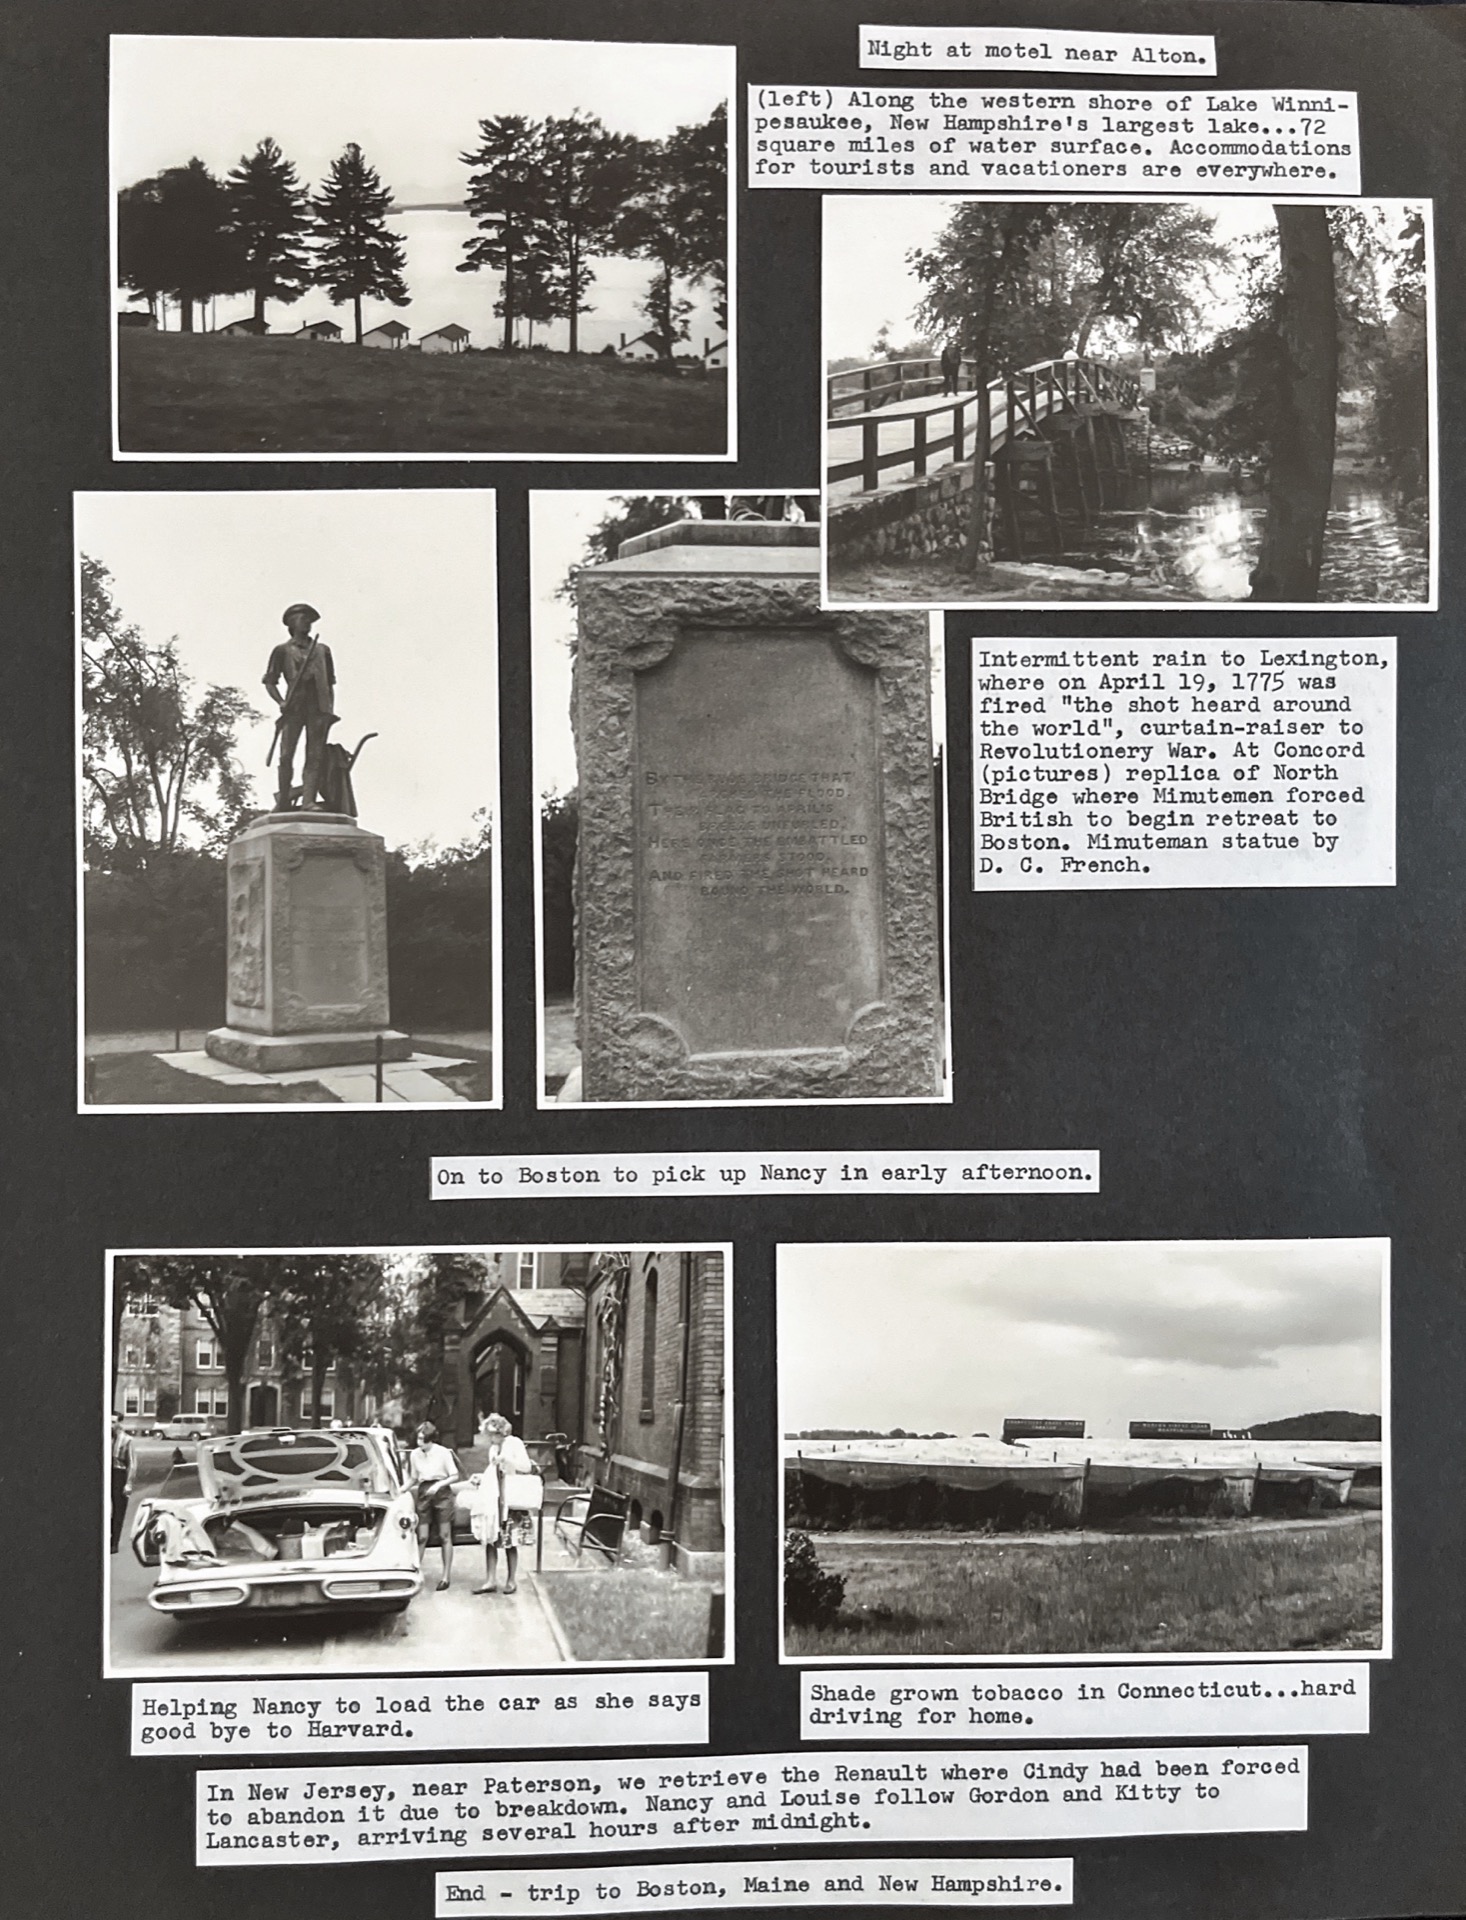 Night at motel near Alton.
(left) Along the western shore of Lake Winni-
pesaukee, New Hampshire's largest lake...72
square miles of water surface. Accommodations
for tourists and vacationers are everywhere.
Intermittent rain to Lexington,
where on April 19, 1775 was
fired "the shot heard around
the world", curtain-raiser to
Revolutionery War. At Concord
(pictures) replica of North
Bridge where Minutemen forced
British to begin retreat to
Boston. Minuteman statue by
D. C. French.
BY THE RUDE BRIDGE THAT
THE FLOOD,
THEIR FLAG TO APRIL'S
BREEZE UNFURLED,
HERE ONCE THE EMBATTLED
FARMERS STOOD,
AND FIRED THE SHOT HEARD
ROUND THE WORLD.
On to Boston to pick up Nancy in early afternoon.
Helping Nancy to load the car as she says
good bye to Harvard.
Shade grown tobacco in Connecticut...hard
driving for home.
In New Jersey, near Paterson, we retrieve the Renault where Cindy had been forced
to abandon it due to breakdown. Nancy and Louise follow Gordon and Kitty to
Lancaster, arriving several hours after midnight.
End - trip to Boston, Maine and New Hampshire.